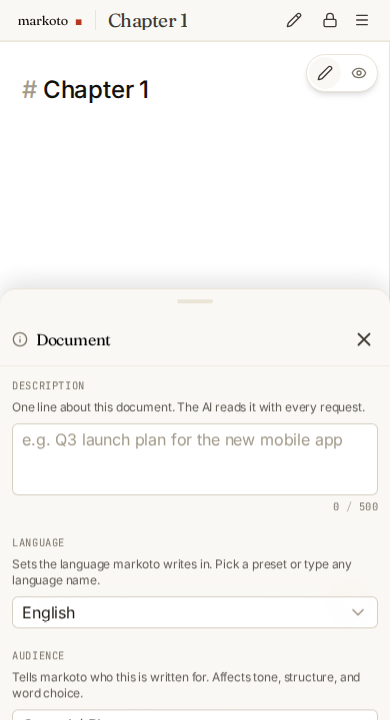 markoto
Chapter 1
# Chapter 1
Document
DESCRIPTION
One line about this document. The AI reads it with every request.
e.g. Q3 launch plan for the new mobile app
0 / 500
LANGUAGE
Sets the language markoto writes in. Pick a preset or type any
language name.
English
AUDIENCE
Tells markoto who this is written for. Affects tone, structure, and
word choice.